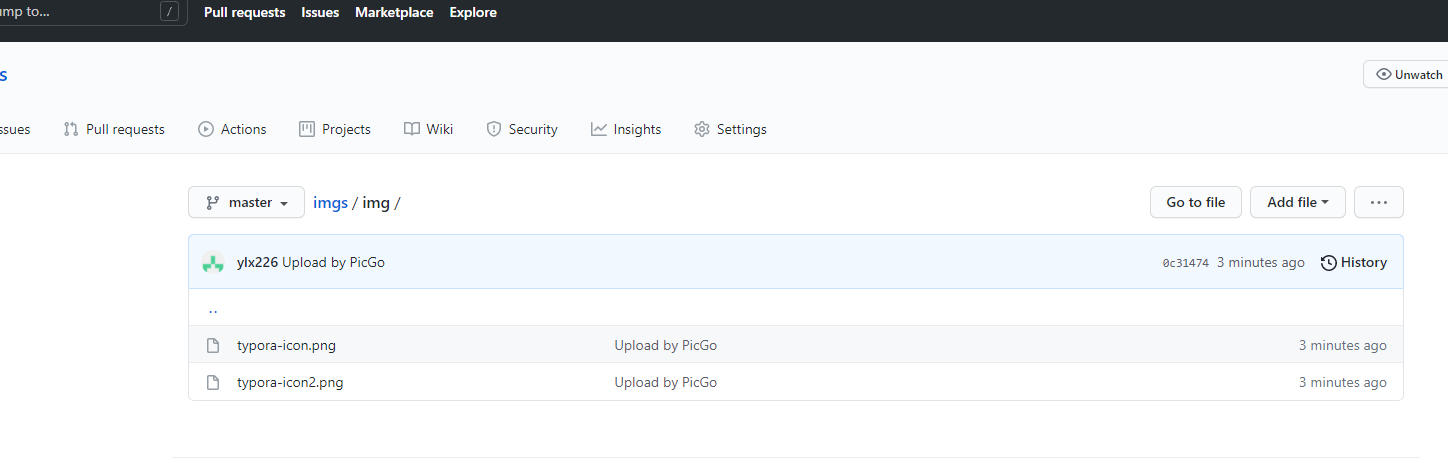 ump to... / Pull requests Issues Marketplace Explore
s Unwatch
ssues Pull requests Actions Projects Wiki Security Insights Settings
master imgs / img / Go to file Add file ...
ylx226 Upload by PicGo 0c31474 3 minutes ago History
..
typora-icon.png Upload by PicGo 3 minutes ago
typora-icon2.png Upload by PicGo 3 minutes ago